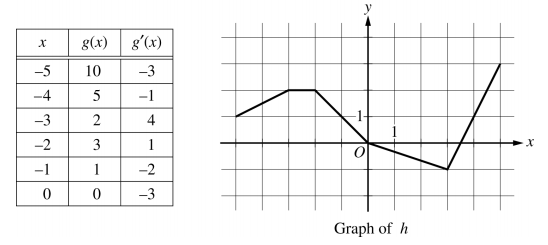 x g(x) g′(x)
–5 10 –3
–4 5 –1
–3 2 4
–2 3 1
–1 1 –2
0 0 –3
y
1
1
O
x
Graph of h